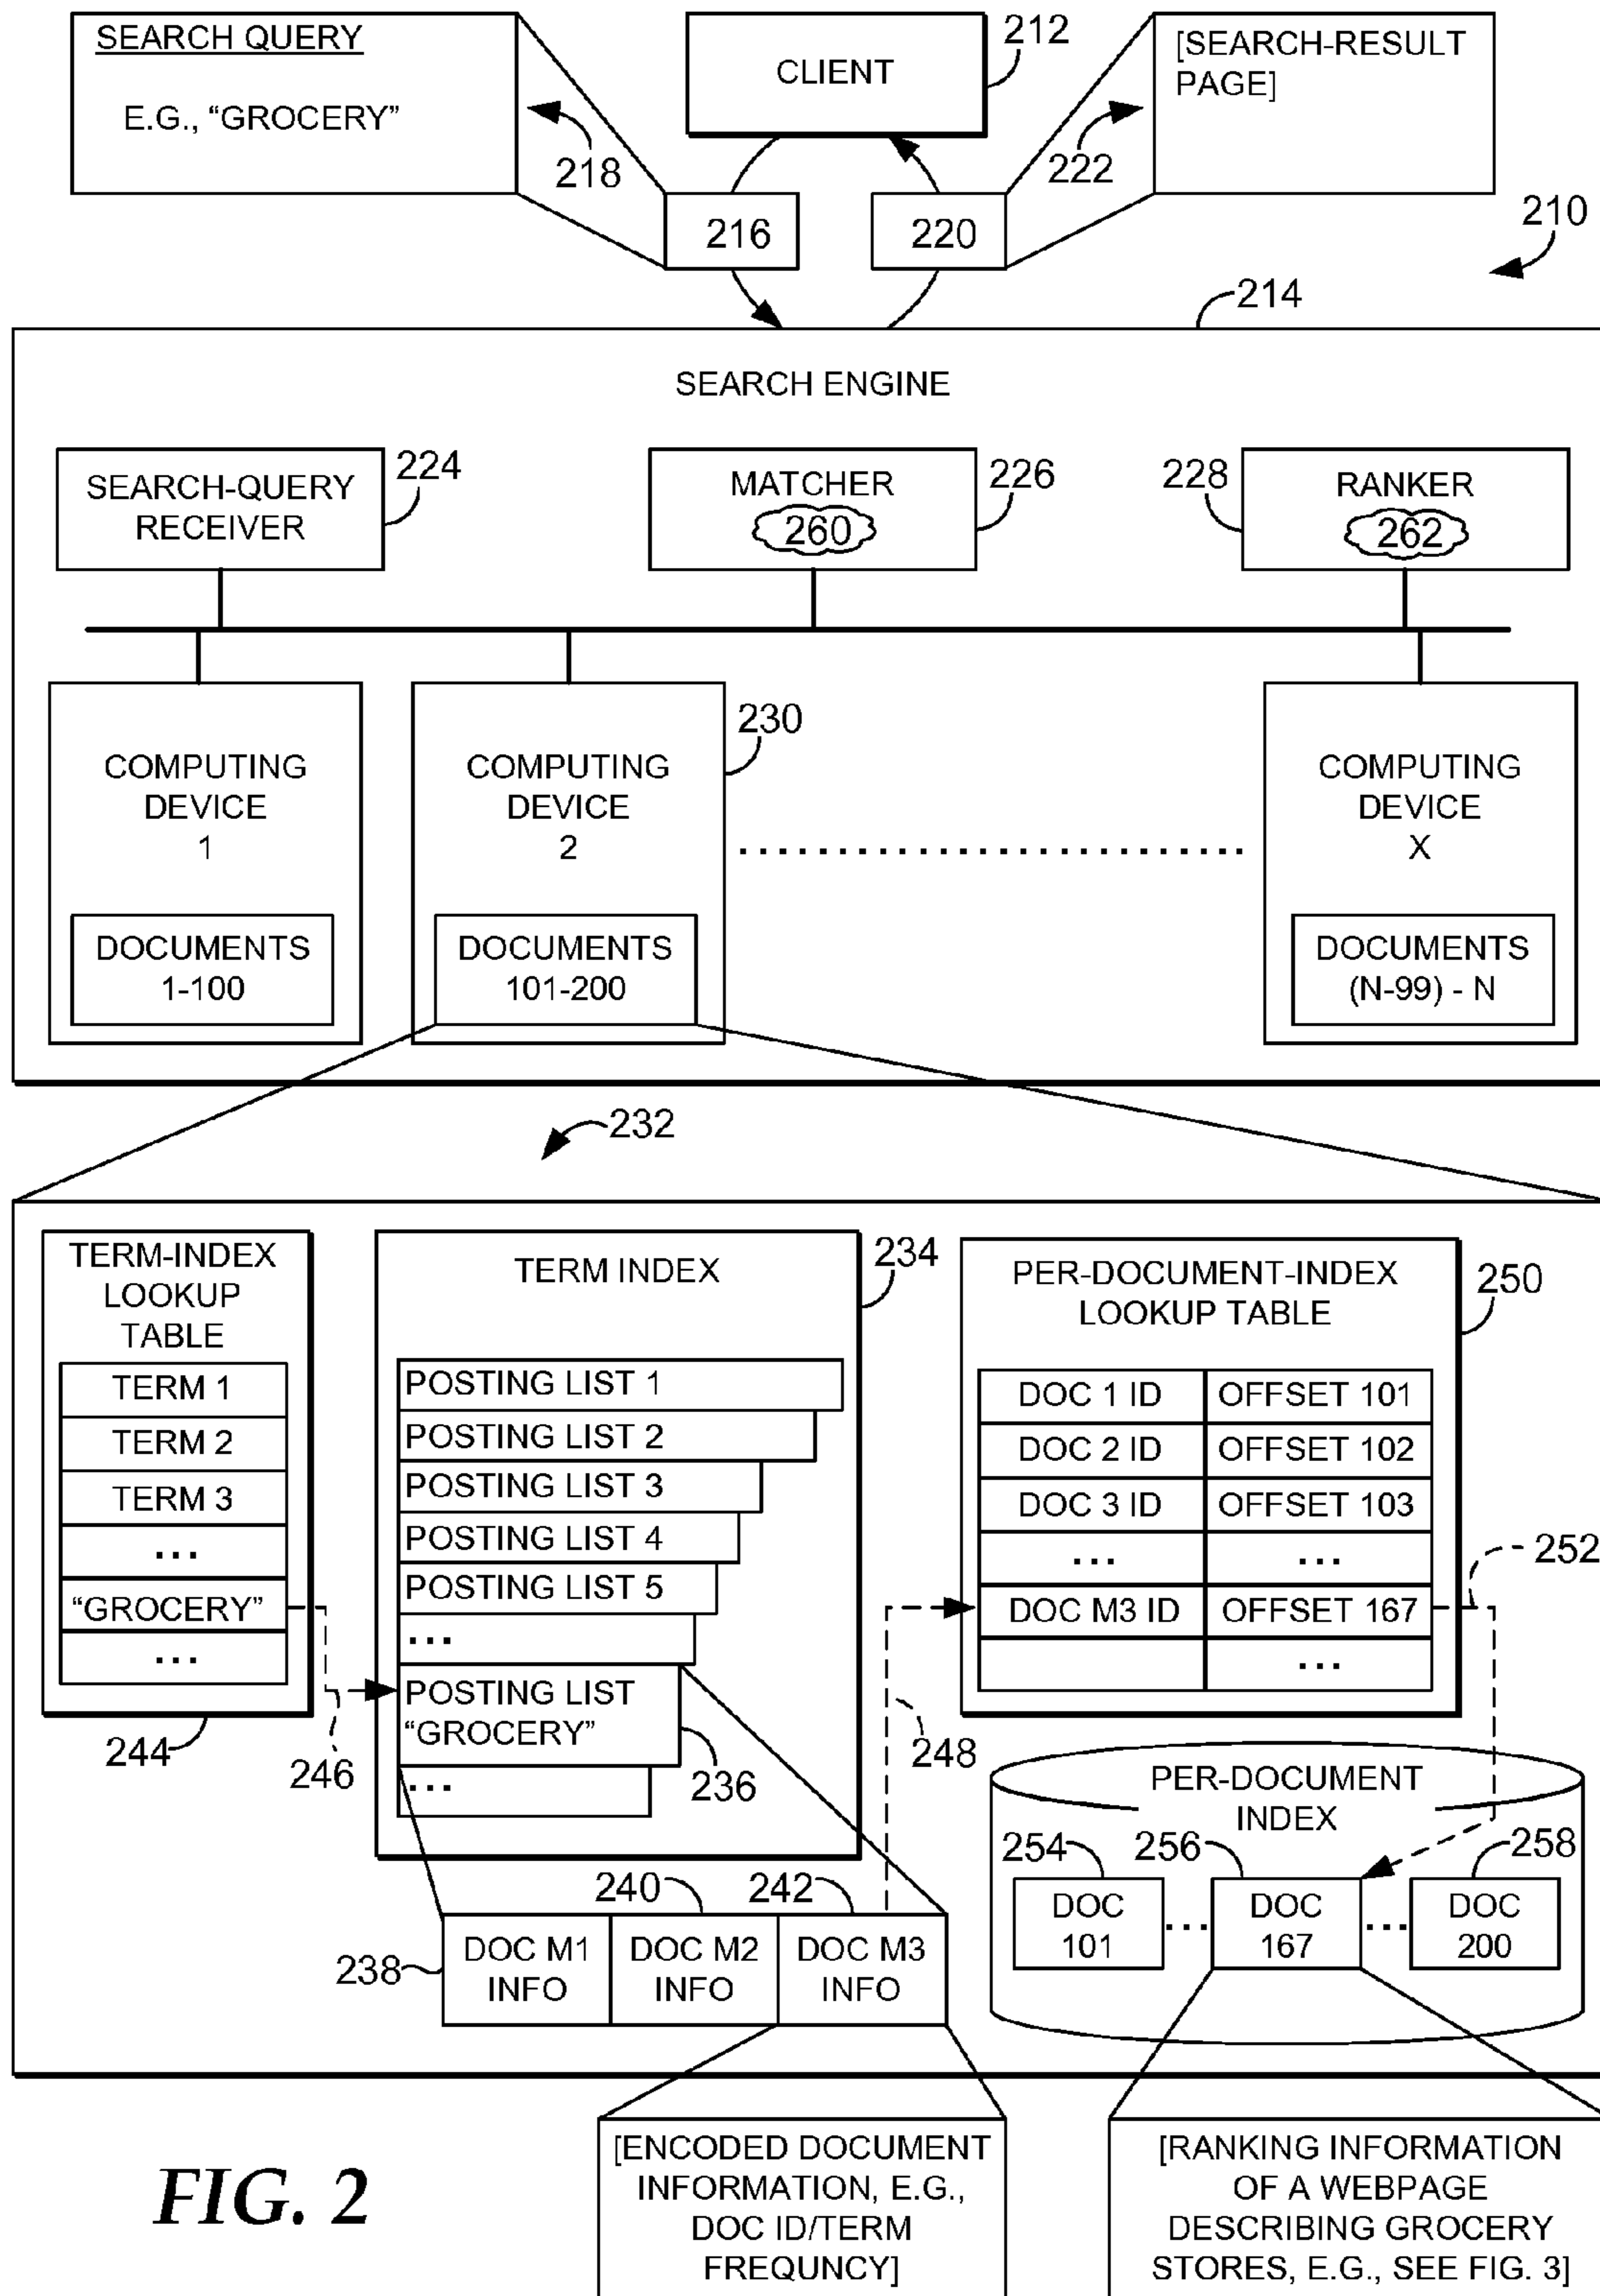 SEARCH QUERY
E.G., “GROCERY”
218
CLIENT
212
[SEARCH-RESULT
PAGE]
222
216
220
210
214
SEARCH ENGINE
SEARCH-QUERY
RECEIVER
224
MATCHER
260
226
228
RANKER
262
COMPUTING
DEVICE
1
DOCUMENTS
1-100
COMPUTING
DEVICE
2
DOCUMENTS
101-200
230
COMPUTING
DEVICE
X
DOCUMENTS
(N-99) - N
232
TERM-INDEX
LOOKUP
TABLE
TERM 1
TERM 2
TERM 3
...
“GROCERY”
...
244
246
TERM INDEX
234
POSTING LIST 1
POSTING LIST 2
POSTING LIST 3
POSTING LIST 4
POSTING LIST 5
...
POSTING LIST
“GROCERY”
...
236
PER-DOCUMENT-INDEX
LOOKUP TABLE
250
DOC 1 ID OFFSET 101
DOC 2 ID OFFSET 102
DOC 3 ID OFFSET 103
... ...
DOC M3 ID OFFSET 167
...
252
248
PER-DOCUMENT
INDEX
254
256
258
DOC
101
...
DOC
167
...
DOC
200
240
242
238
DOC M1
INFO
DOC M2
INFO
DOC M3
INFO
[ENCODED DOCUMENT
INFORMATION, E.G.,
DOC ID/TERM
FREQUNCY]
[RANKING INFORMATION
OF A WEBPAGE
DESCRIBING GROCERY
STORES, E.G., SEE FIG. 3]
FIG. 2